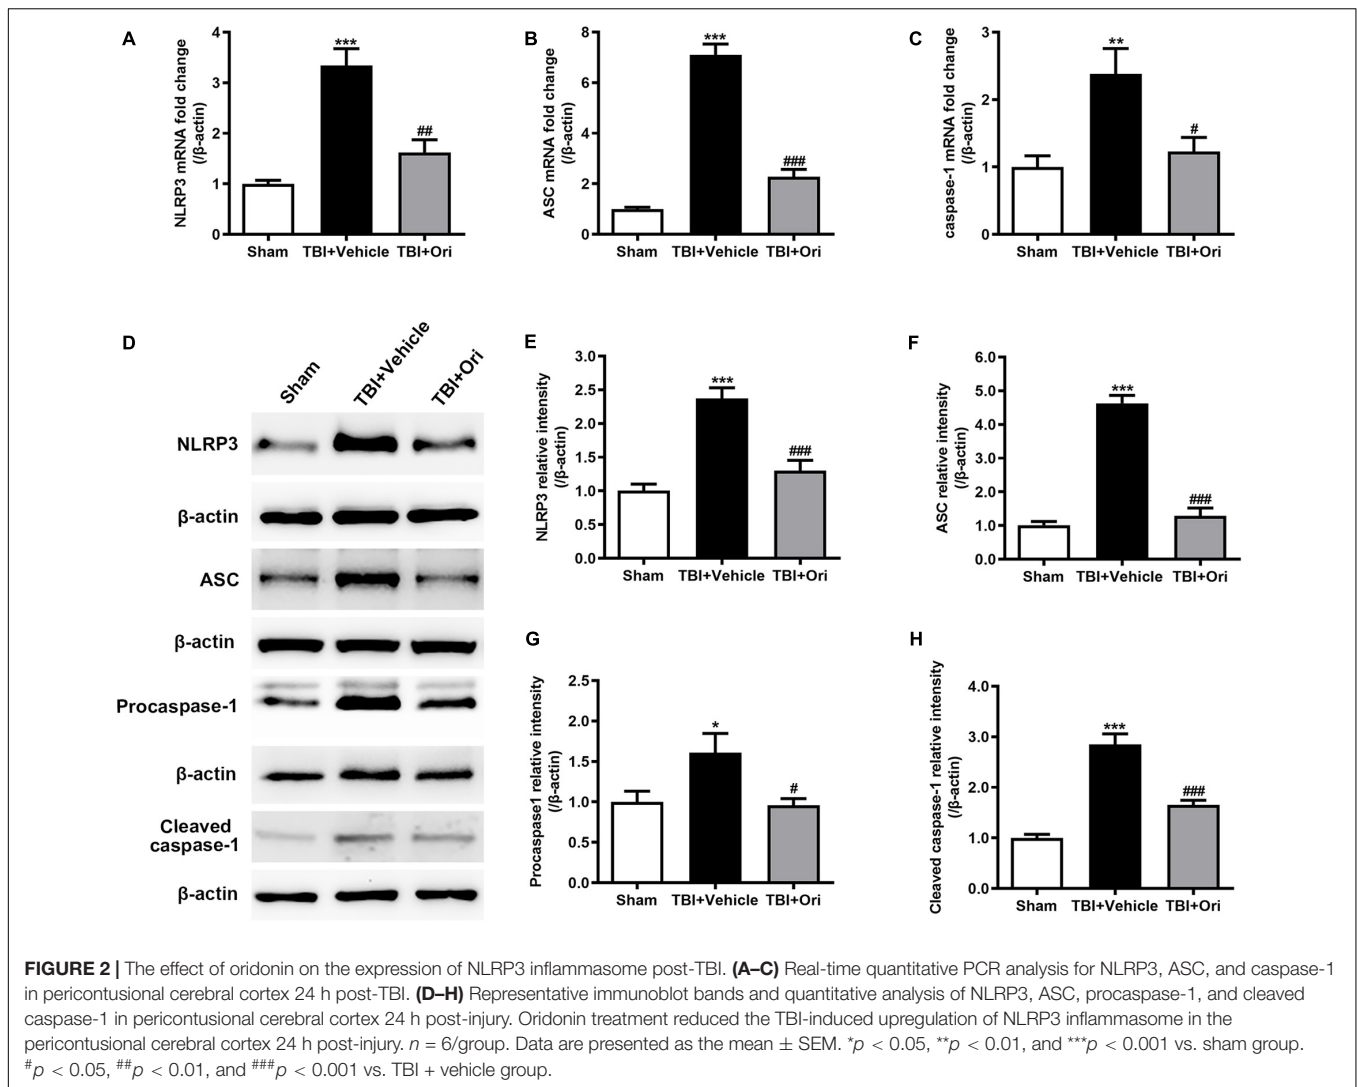 A
NLRP3 mRNA fold change
(/β-actin)
4
3
2
1
0
***
##
Sham TBI+Vehicle TBI+Ori
B
ASC mRNA fold change
(/β-actin)
8
6
4
2
0
***
###
Sham TBI+Vehicle TBI+Ori
C
caspase-1 mRNA fold change
(/β-actin)
3
2
1
0
**
#
Sham TBI+Vehicle TBI+Ori
D
Sham
TBI+Vehicle
TBI+Ori
NLRP3
β-actin
ASC
β-actin
Procaspase-1
β-actin
Cleaved
caspase-1
β-actin
E
NLRP3 relative intensity
(/β-actin)
3.0
2.5
2.0
1.5
1.0
0.5
0.0
***
###
Sham TBI+Vehicle TBI+Ori
F
ASC relative intensity
(/β-actin)
6.0
5.0
4.0
3.0
2.0
1.0
0.0
***
###
Sham TBI+Vehicle TBI+Ori
G
Procaspase1 relative intensity
(/β-actin)
2.5
2.0
1.5
1.0
0.5
0.0
*
#
Sham TBI+Vehicle TBI+Ori
H
Cleaved caspase-1 relative intensity
(/β-actin)
4.0
3.0
2.0
1.0
0.0
***
###
Sham TBI+Vehicle TBI+Ori
FIGURE 2 | The effect of oridonin on the expression of NLRP3 inflammasome post-TBI. (A–C) Real-time quantitative PCR analysis for NLRP3, ASC, and caspase-1
in pericontusional cerebral cortex 24 h post-TBI. (D–H) Representative immunoblot bands and quantitative analysis of NLRP3, ASC, procaspase-1, and cleaved
caspase-1 in pericontusional cerebral cortex 24 h post-injury. Oridonin treatment reduced the TBI-induced upregulation of NLRP3 inflammasome in the
pericontusional cerebral cortex 24 h post-injury. n = 6/group. Data are presented as the mean ± SEM. *p < 0.05, **p < 0.01, and ***p < 0.001 vs. sham group.
#p < 0.05, ##p < 0.01, and ###p < 0.001 vs. TBI + vehicle group.